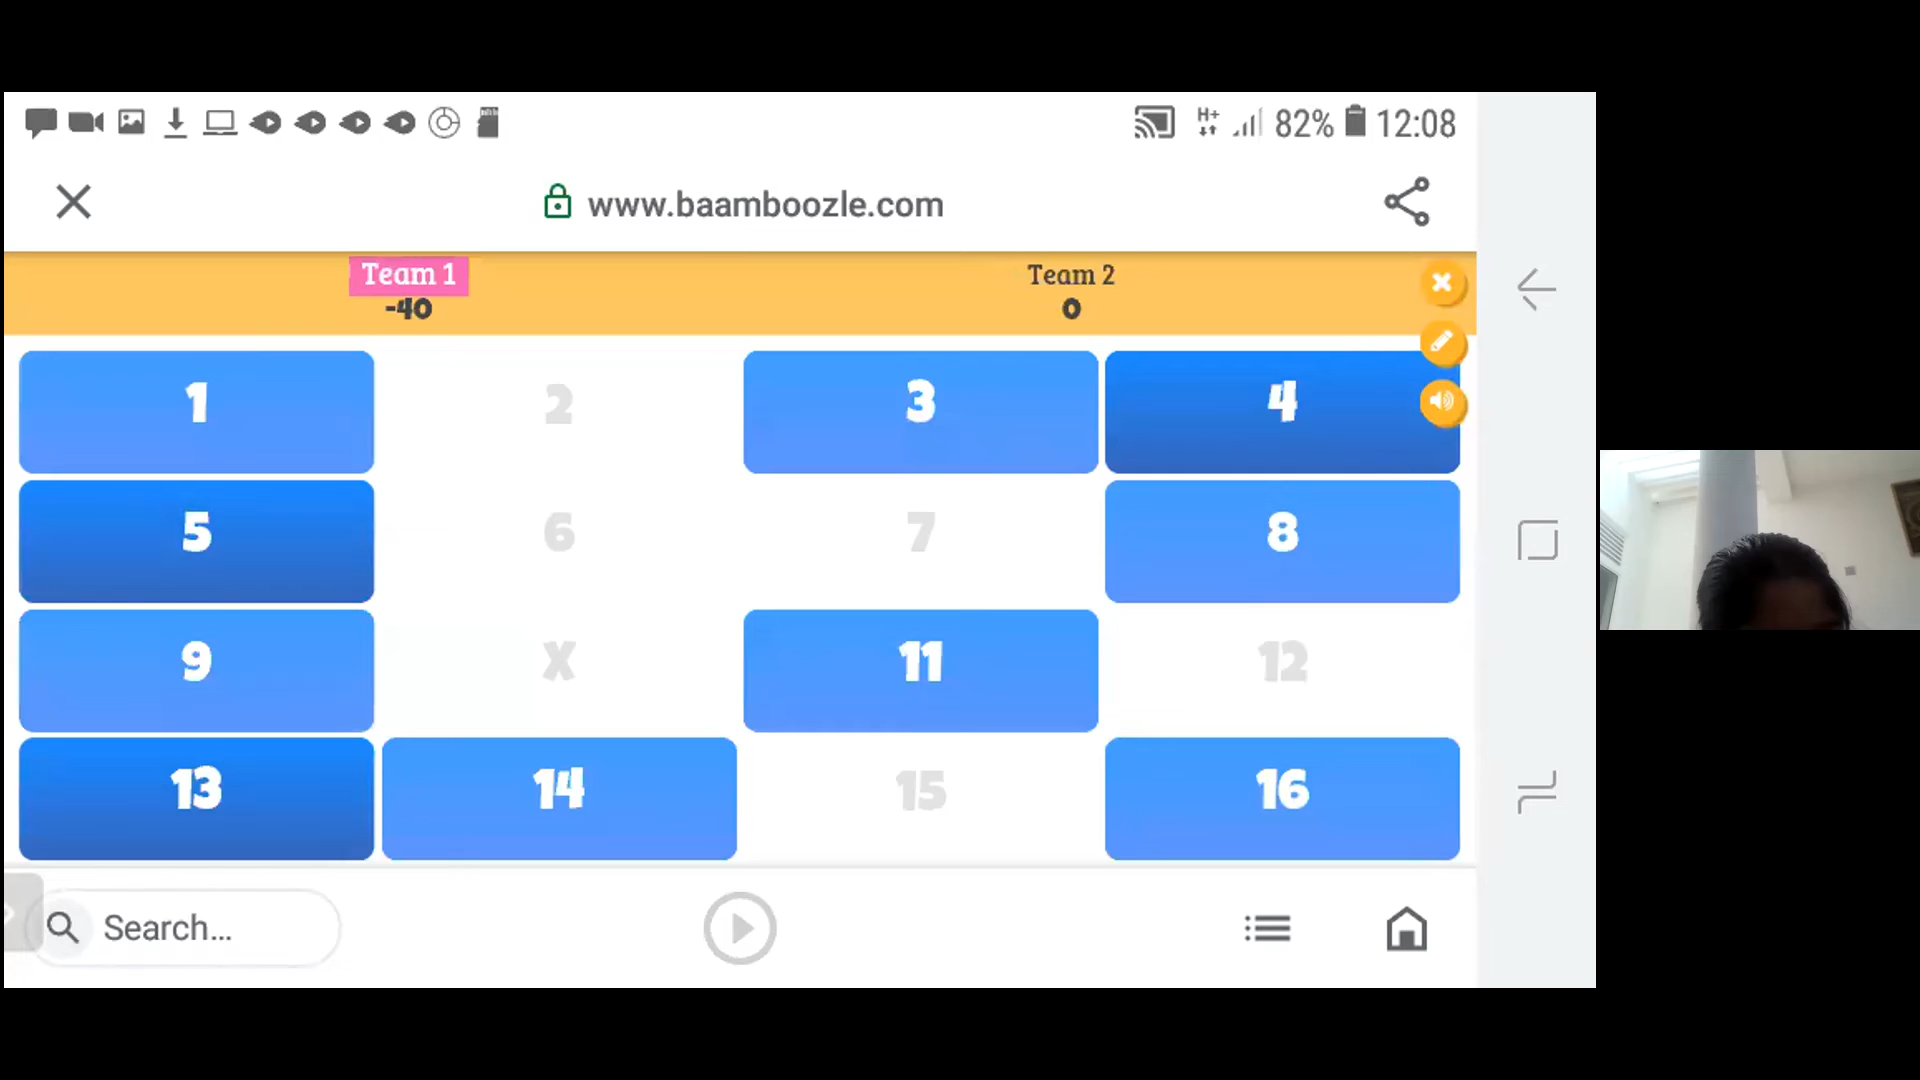 H+ 82% 12:08
www.baamboozle.com
Team 1 Team 2
-40 0
1 2 3 4
5 6 7 8
9 X 11 12
13 14 15 16
Search...